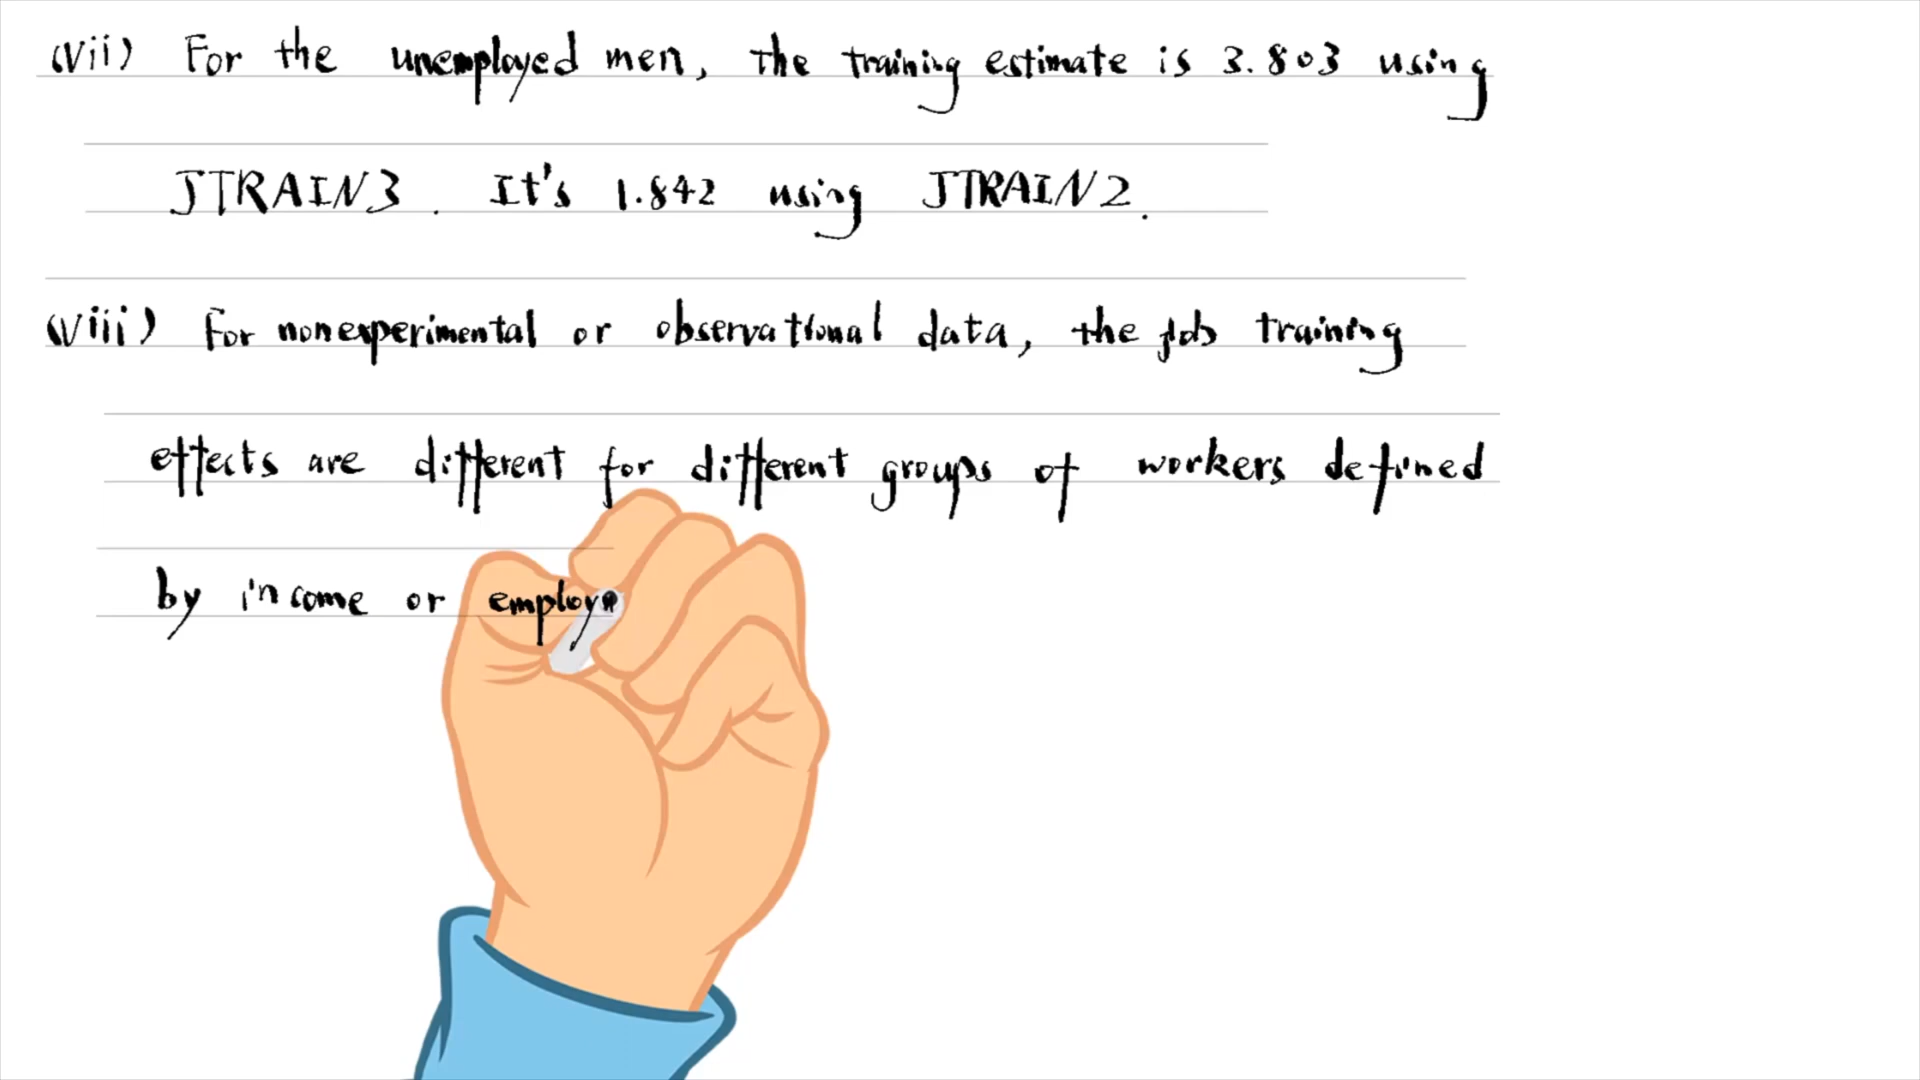 (vii) For the unemployed men, the training estimate is 3.803 using
JTRAIN3. It's 1.842 using JTRAIN2.
(viii) For nonexperimental or observational data, the job training
effects are different for different groups of workers defined
by income or employ